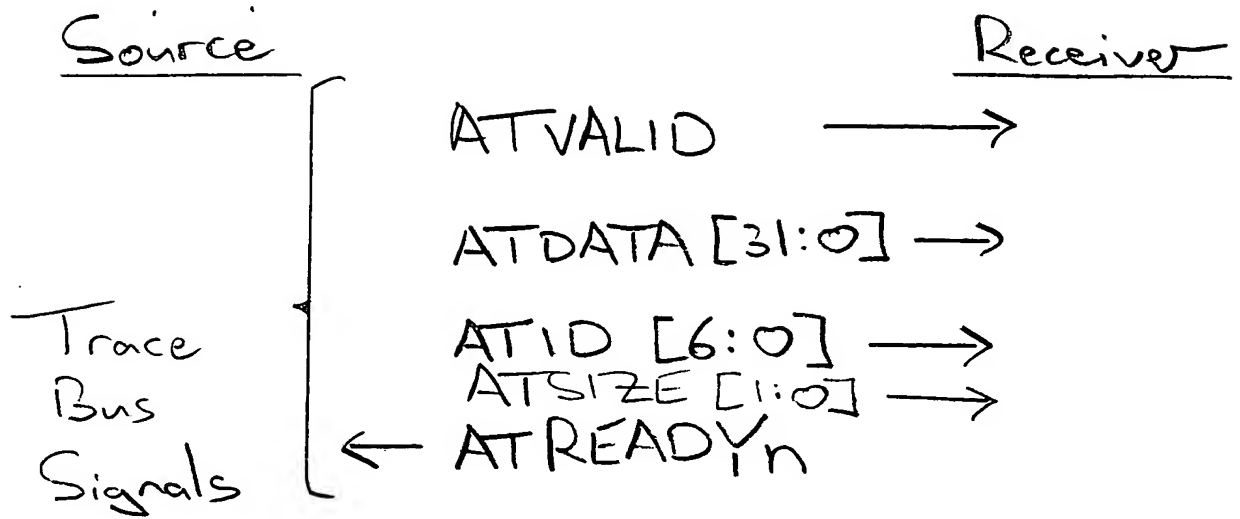 Source Receiver
ATVALID
ATDATA [31:0]
ATID [6:0]
ATSIZE [1:0]
ATREADYn
Trace
Bus
Signals